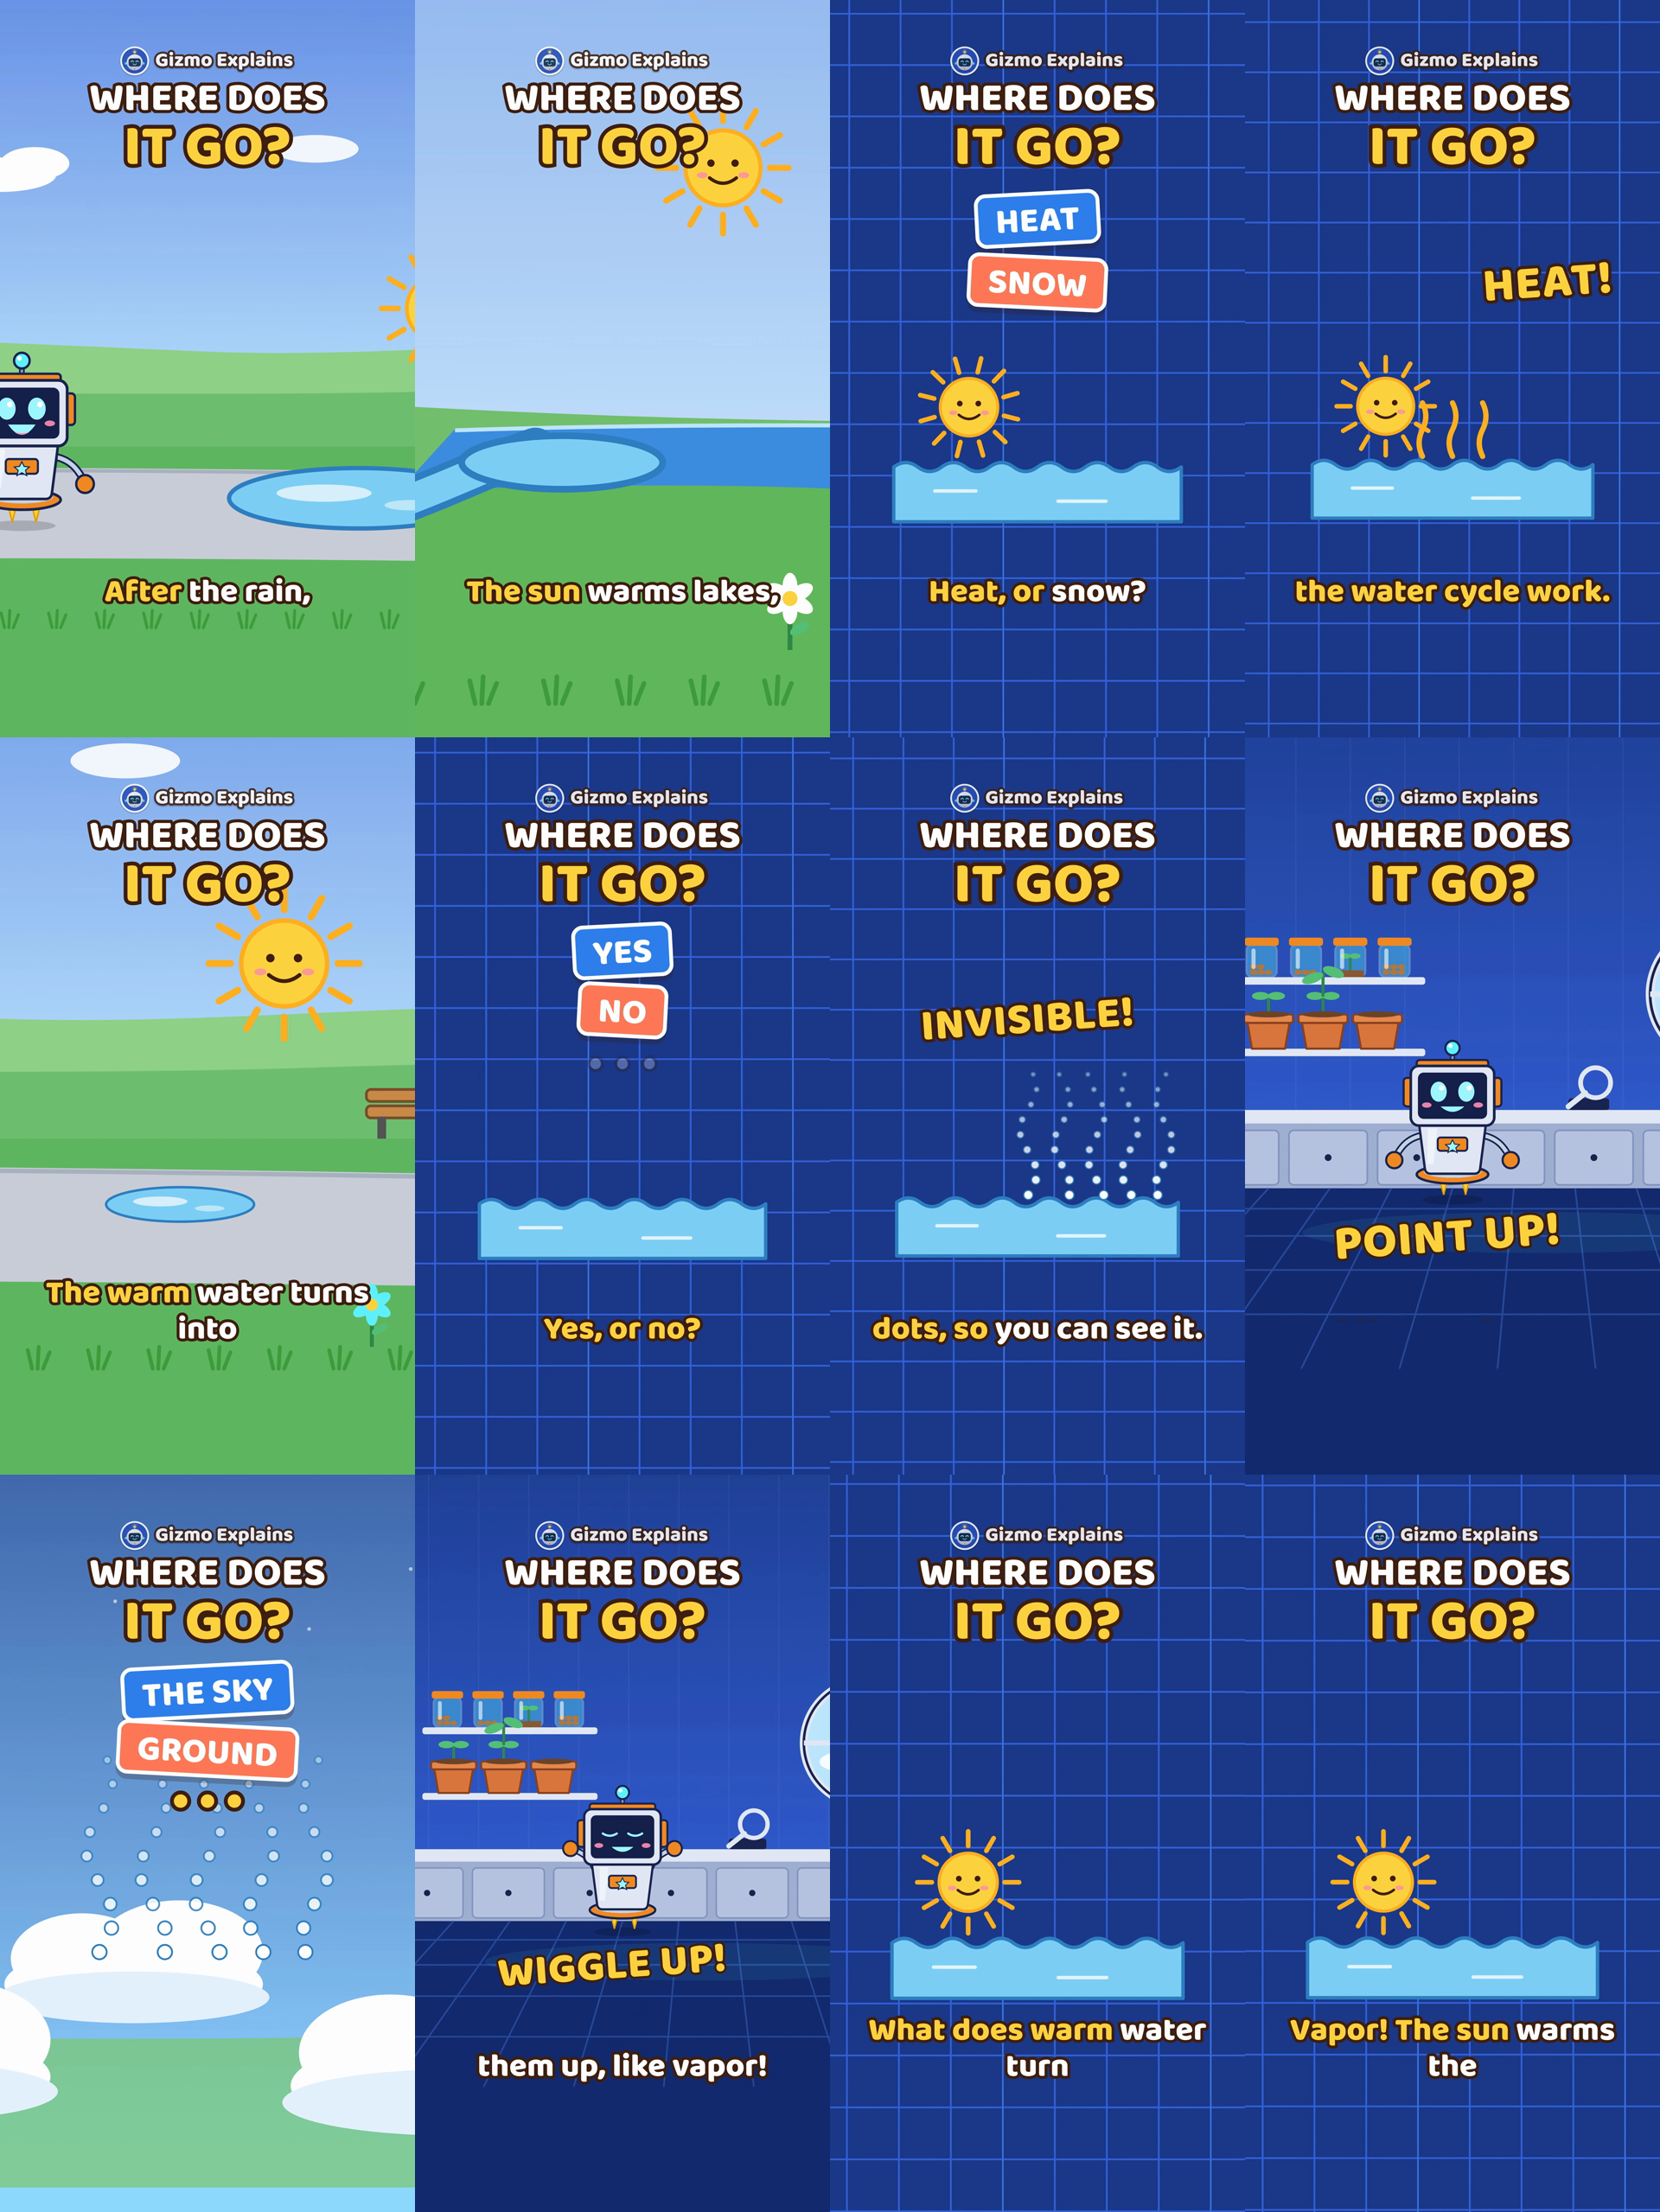 Gizmo Explains
WHERE DOES
IT GO?
After the rain,
Gizmo Explains
WHERE DOES
IT GO?
The sun warms lakes,
Gizmo Explains
WHERE DOES
IT GO?
HEAT
SNOW
Heat, or snow?
Gizmo Explains
WHERE DOES
IT GO?
HEAT!
the water cycle work.
Gizmo Explains
WHERE DOES
IT GO?
The warm water turns
into
Gizmo Explains
WHERE DOES
IT GO?
YES
NO
Yes, or no?
Gizmo Explains
WHERE DOES
IT GO?
INVISIBLE!
dots, so you can see it.
Gizmo Explains
WHERE DOES
IT GO?
POINT UP!
Gizmo Explains
WHERE DOES
IT GO?
THE SKY
GROUND
Gizmo Explains
WHERE DOES
IT GO?
WIGGLE UP!
them up, like vapor!
Gizmo Explains
WHERE DOES
IT GO?
What does warm water
turn
Gizmo Explains
WHERE DOES
IT GO?
Vapor! The sun warms
the